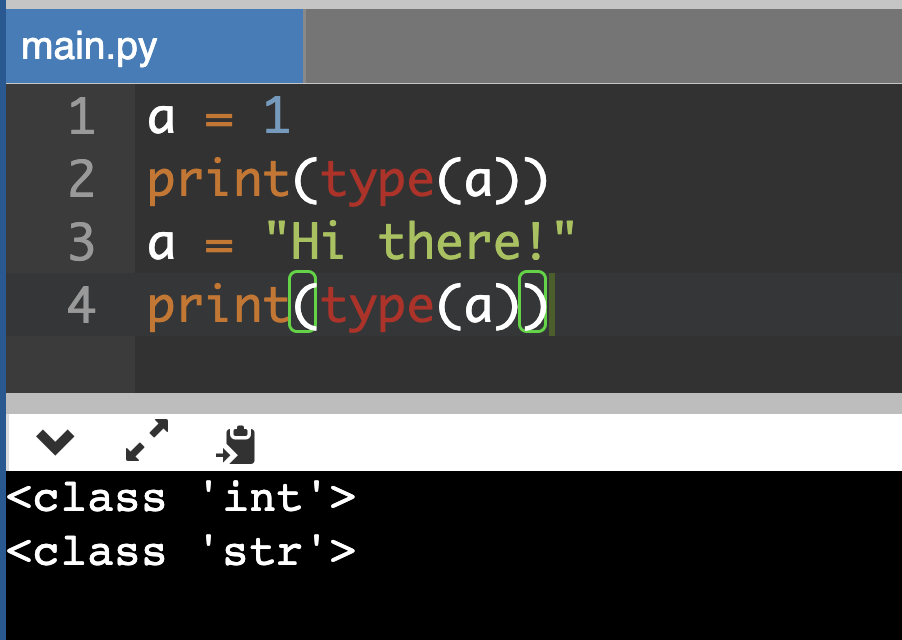 main.py
1 a = 1
2 print(type(a))
3 a = "Hi there!"
4 print(type(a))
<class 'int'>
<class 'str'>